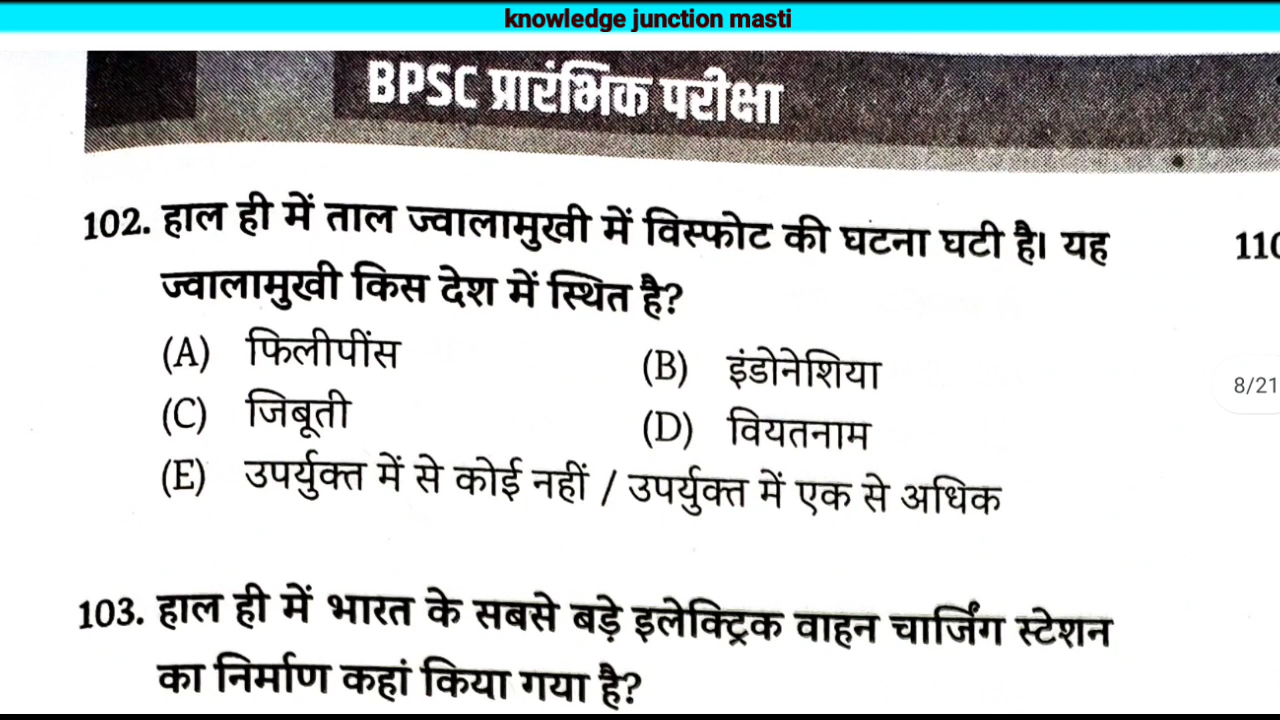 knowledge junction masti
BPSC प्रारंभिक परीक्षा
102. हाल ही में ताल ज्वालामुखी में विस्फोट की घटना घटी है। यह
ज्वालामुखी किस देश में स्थित है?
(A) फिलीपींस (B) इंडोनेशिया
(C) जिबूती (D) वियतनाम
(E) उपर्युक्त में से कोई नहीं / उपर्युक्त में एक से अधिक
103. हाल ही में भारत के सबसे बड़े इलेक्ट्रिक वाहन चार्जिंग स्टेशन
का निर्माण कहां किया गया है?
8/21